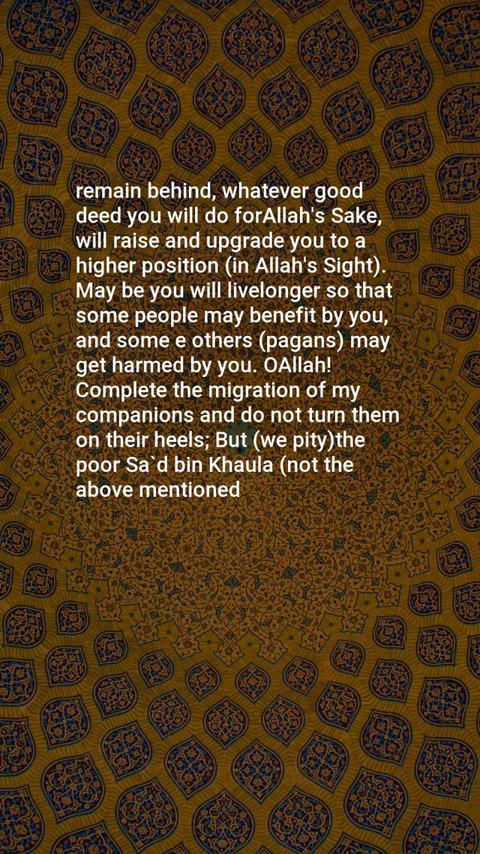 remain behind, whatever good
deed you will do forAllah's Sake,
will raise and upgrade you to a
higher position (in Allah's Sight).
May be you will livelonger so that
some people may benefit by you,
and some e others (pagans) may
get harmed by you. OAllah!
Complete the migration of my
companions and do not turn them
on their heels; But (we pity)the
poor Sa`d bin Khaula (not the
above mentioned